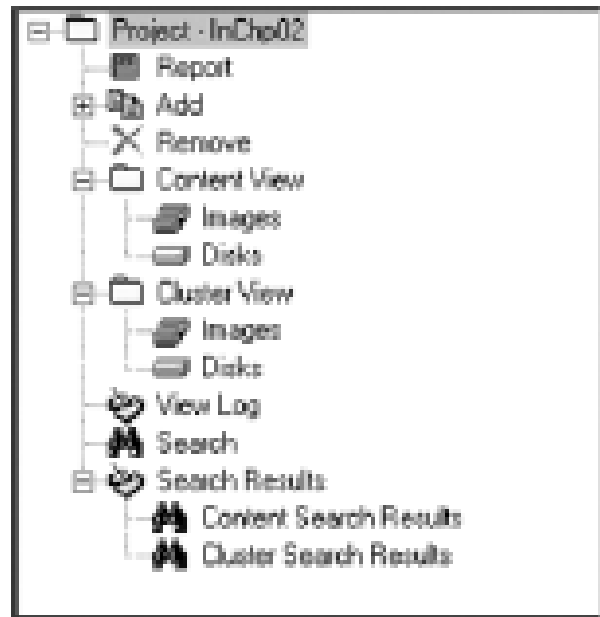 Project - InChp02
Report
Add
Remove
Content View
Images
Disks
Cluster View
Images
Disks
View Log
Search
Search Results
Content Search Results
Cluster Search Results